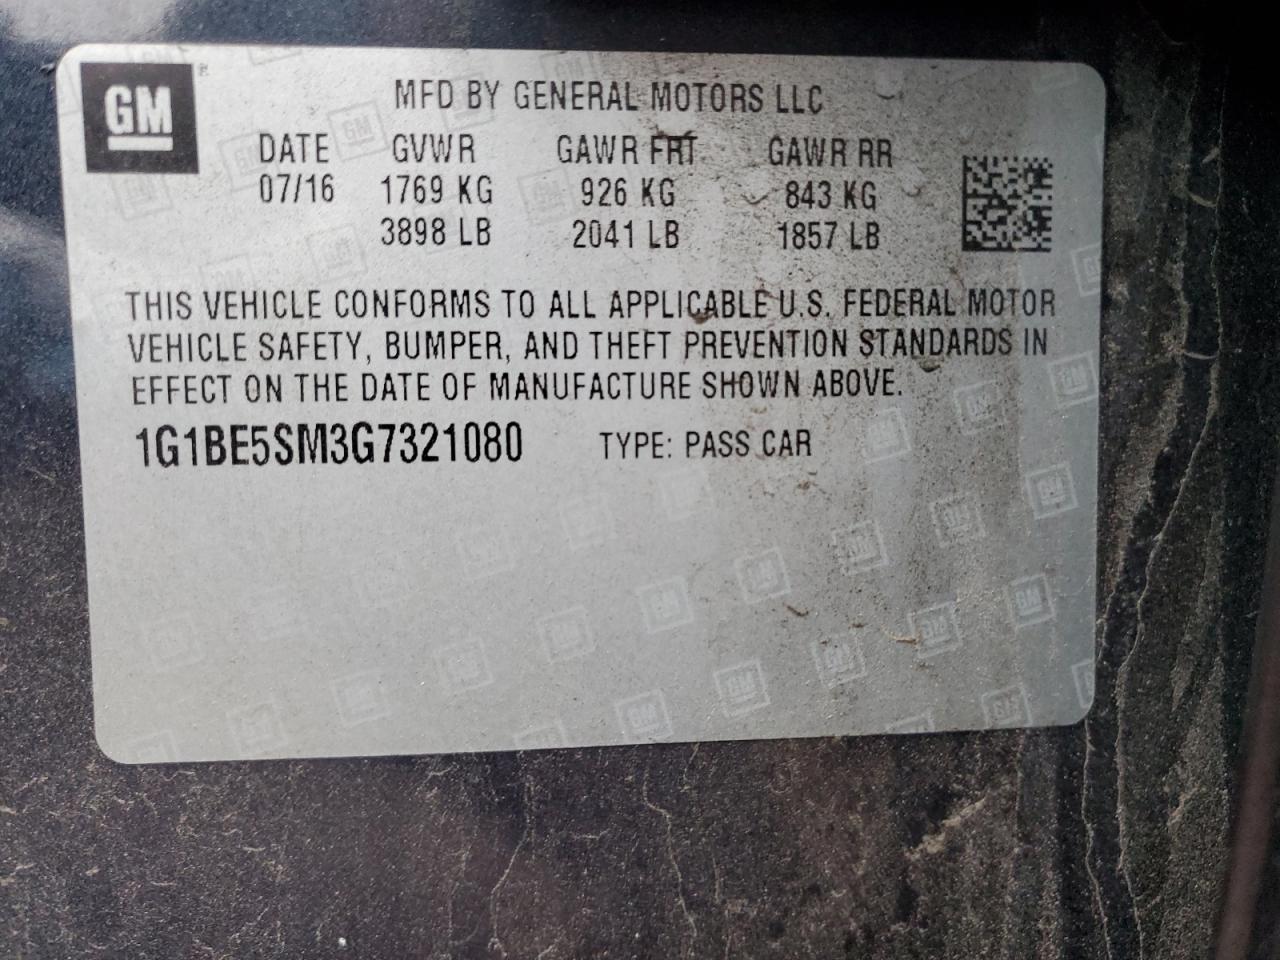 GM
MFD BY GENERAL MOTORS LLC
DATE GVWR GAWR FRT GAWR RR
07/16 1769 KG 926 KG 843 KG
3898 LB 2041 LB 1857 LB
THIS VEHICLE CONFORMS TO ALL APPLICABLE U.S. FEDERAL MOTOR
VEHICLE SAFETY, BUMPER, AND THEFT PREVENTION STANDARDS IN
EFFECT ON THE DATE OF MANUFACTURE SHOWN ABOVE.
1G1BE5SM3G7321080 TYPE: PASS CAR